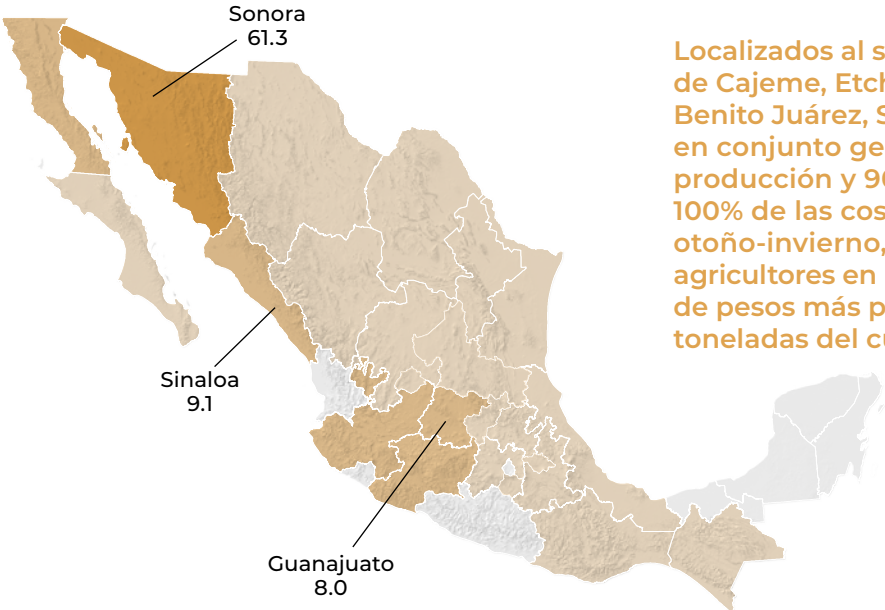 Sonora
61.3
Localizados al s
de Cajeme, Etch
Benito Juárez, S
en conjunto ge
producción y 90
100% de las cos
otoño-invierno,
agricultores en
de pesos más p
toneladas del cu
Sinaloa
9.1
Guanajuato
8.0